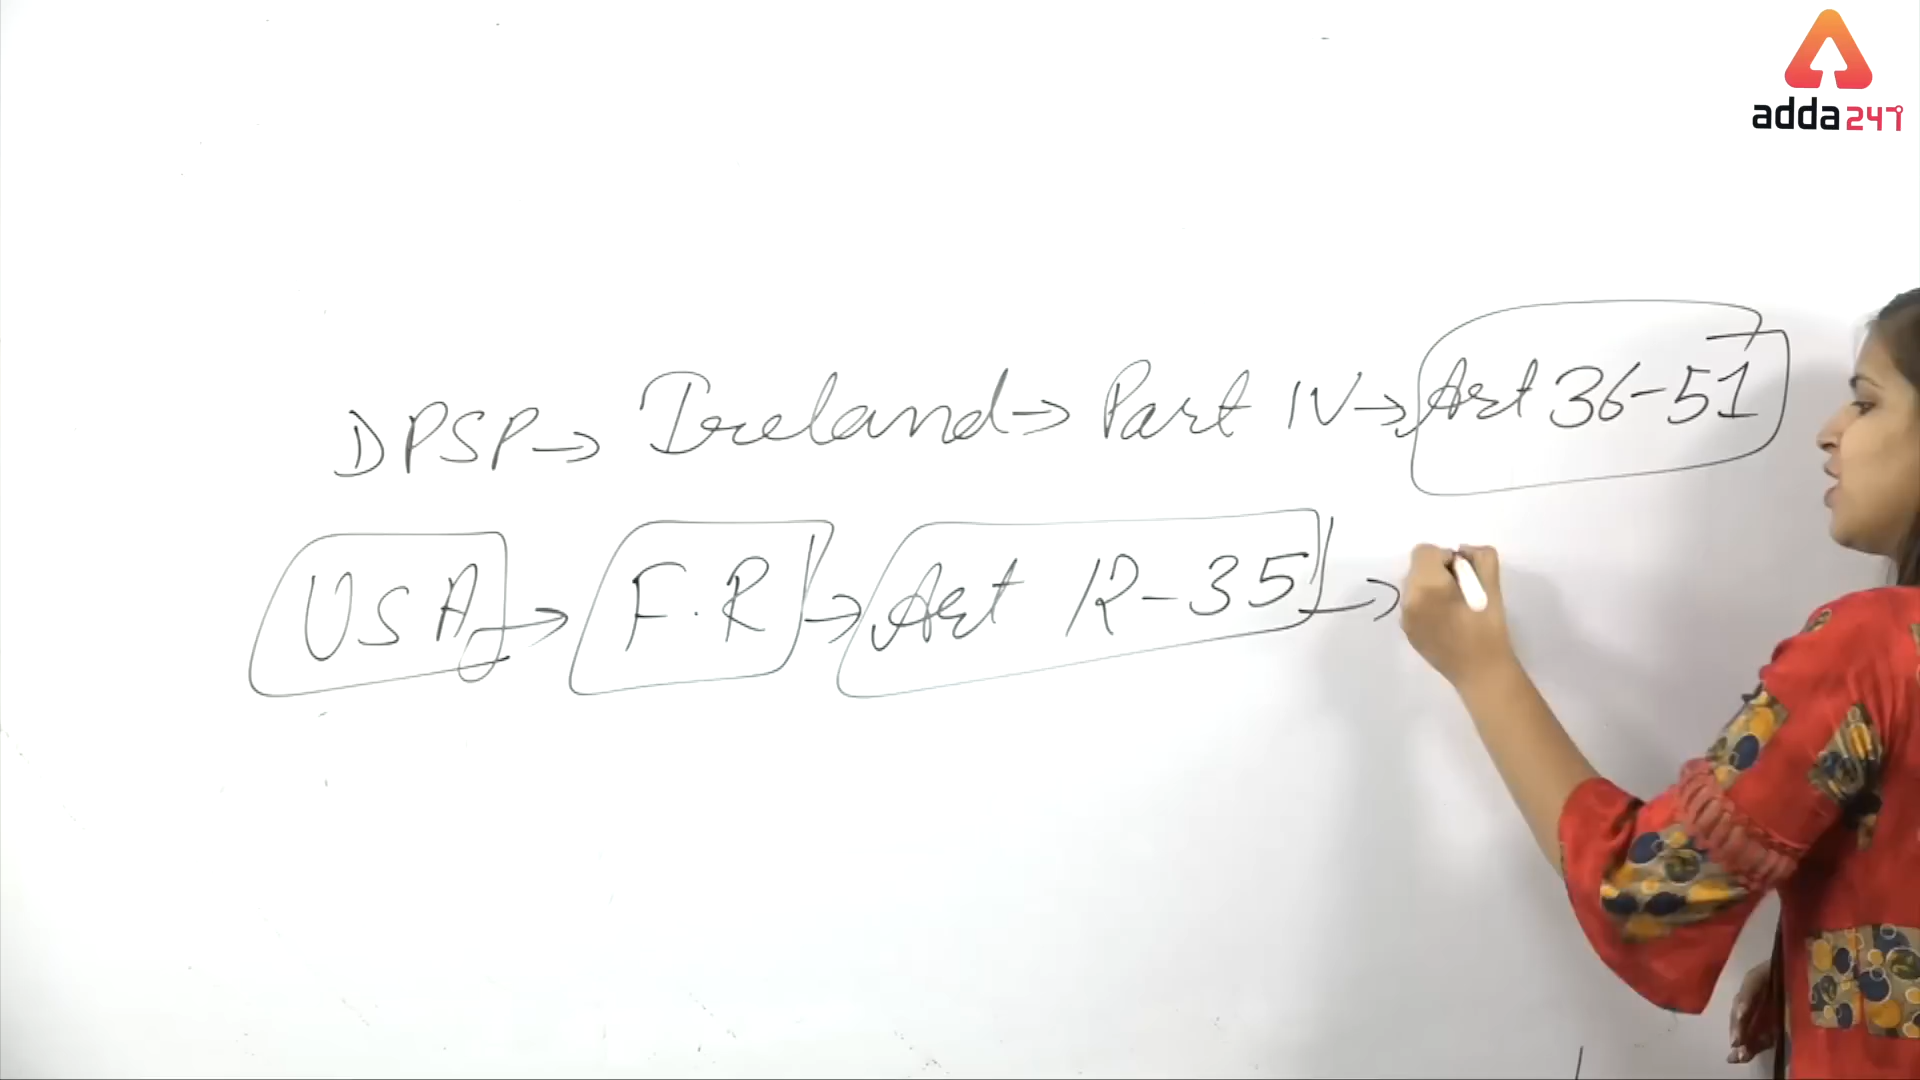 adda247
DPSP→ Ireland→ Part IV→ Art 36-51
USA → F.R → Art 12-35 →